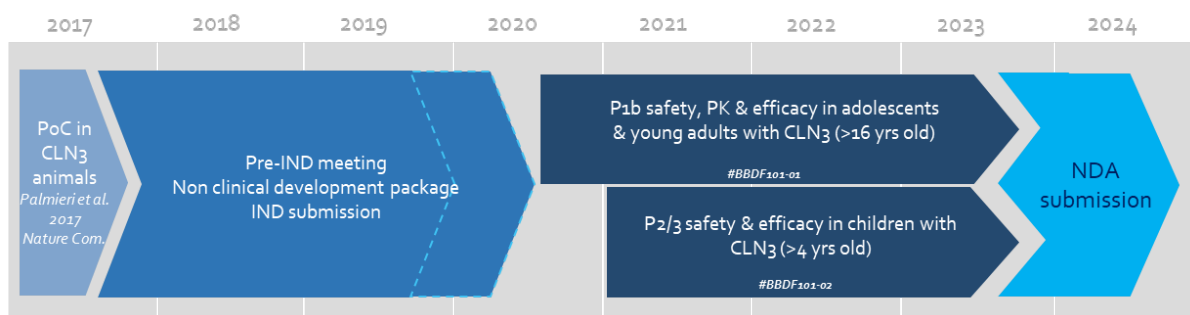 2017 2018 2019 2020 2021 2022 2023 2024
PoC in
CLN3
animals
Palmieri et al.
2017
Nature Com.
Pre-IND meeting
Non clinical development package
IND submission
P1b safety, PK & efficacy in adolescents
& young adults with CLN3 (>16 yrs old)
#BBDF101-01
P2/3 safety & efficacy in children with
CLN3 (>4 yrs old)
#BBDF101-02
NDA
submission